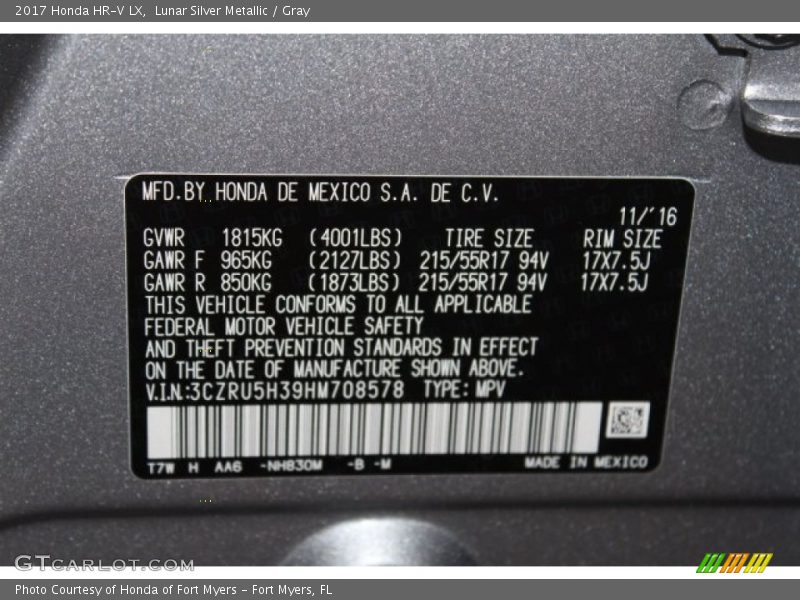 2017 Honda HR-V LX,  Lunar Silver Metallic / Gray
MFD.BY HONDA DE MEXICO S.A. DE C.V.
11/'16
GVWR 1815KG (4001LBS) TIRE SIZE RIM SIZE
GAWR F 965KG (2127LBS) 215/55R17 94V 17X7.5J
GAWR R 850KG (1873LBS) 215/55R17 94V 17X7.5J
THIS VEHICLE CONFORMS TO ALL APPLICABLE
FEDERAL MOTOR VEHICLE SAFETY
AND THEFT PREVENTION STANDARDS IN EFFECT
ON THE DATE OF MANUFACTURE SHOWN ABOVE.
V.I.N:3CZRU5H39HM708578 TYPE: MPV
T7W H AA6 -NH830M -B -M MADE IN MEXICO
GTcarlot.com
Photo Courtesy of Honda of Fort Myers - Fort Myers, FL